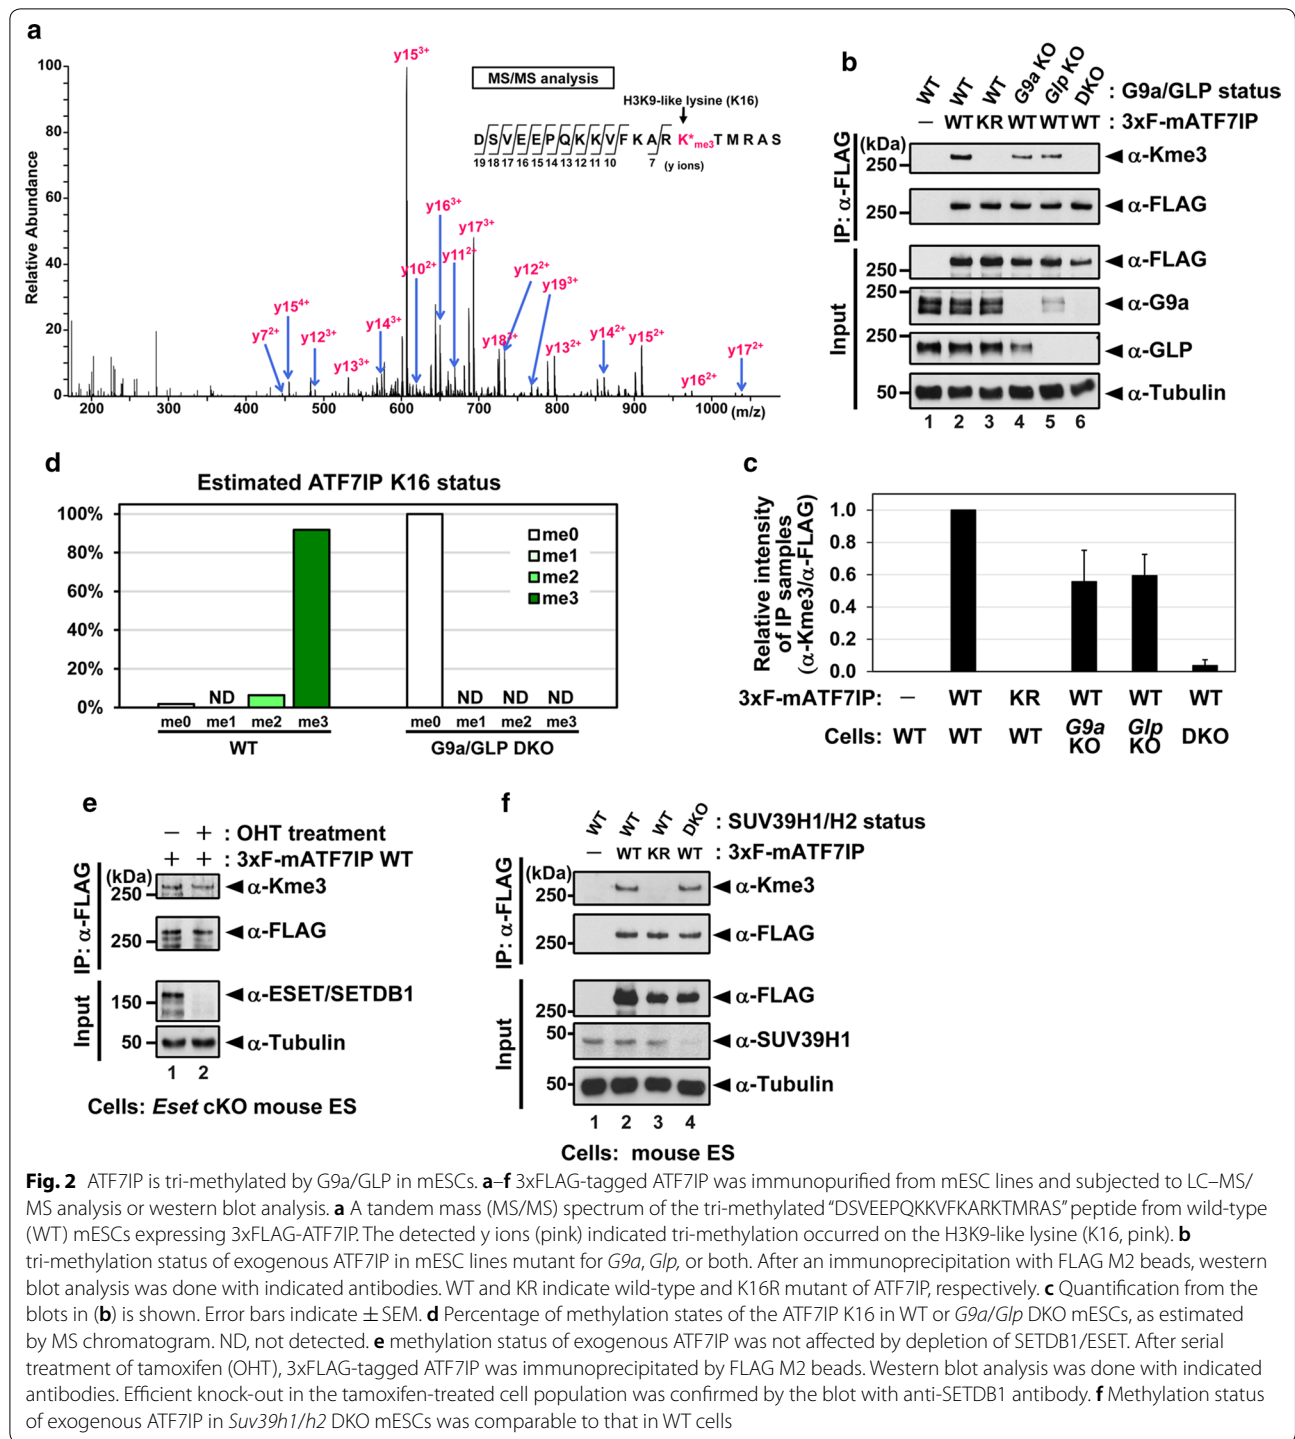 a
y15³⁺
100
80
60
40
20
0
Relative Abundance
MS/MS analysis
H3K9-like lysine (K16)
D S V E E P Q K K V F K A R K*me3 T M R A S
19 18 17 16 15 14 13 12 11 10 7 (y ions)
y16³⁺
y17³⁺
y11²⁺
y10²⁺
y12²⁺
y19³⁺
y15⁴⁺
y7²⁺
y12³⁺
y14³⁺
y13³⁺
y18³⁺
y13²⁺
y14²⁺
y15²⁺
y16²⁺
y17²⁺
200 300 400 500 600 700 800 900 1000 (m/z)
b
WT WT WT G9a KO Glp KO DKO : G9a/GLP status
– WT KR WT WT WT : 3xF-mATF7IP
(kDa)
IP: α-FLAG
250 α-Kme3
250 α-FLAG
Input
250 α-FLAG
250 α-G9a
250 α-GLP
50 α-Tubulin
1 2 3 4 5 6
d
Estimated ATF7IP K16 status
100%
80%
60%
40%
20%
0%
me0
me1
me2
me3
ND ND ND ND
me0 me1 me2 me3 me0 me1 me2 me3
WT G9a/GLP DKO
c
Relative intensity
of IP samples
(α-Kme3/α-FLAG)
1.0
0.8
0.6
0.4
0.2
0.0
3xF-mATF7IP: – WT KR WT WT WT
Cells: WT WT WT G9a KO Glp KO DKO
e
– + : OHT treatment
+ + : 3xF-mATF7IP WT
(kDa)
IP: α-FLAG
250 α-Kme3
250 α-FLAG
Input
150 α-ESET/SETDB1
50 α-Tubulin
1 2
Cells: Eset cKO mouse ES
f
WT WT WT DKO : SUV39H1/H2 status
– WT KR WT : 3xF-mATF7IP
(kDa)
IP: α-FLAG
250 α-Kme3
250 α-FLAG
Input
250 α-FLAG
50 α-SUV39H1
50 α-Tubulin
1 2 3 4
Cells: mouse ES
Fig. 2 ATF7IP is tri-methylated by G9a/GLP in mESCs. a–f 3xFLAG-tagged ATF7IP was immunopurified from mESC lines and subjected to LC–MS/
MS analysis or western blot analysis. a A tandem mass (MS/MS) spectrum of the tri-methylated “DSVEEPQKKVFKARKTMRAS” peptide from wild-type
(WT) mESCs expressing 3xFLAG-ATF7IP. The detected y ions (pink) indicated tri-methylation occurred on the H3K9-like lysine (K16, pink). b
tri-methylation status of exogenous ATF7IP in mESC lines mutant for G9a, Glp, or both. After an immunoprecipitation with FLAG M2 beads, western
blot analysis was done with indicated antibodies. WT and KR indicate wild-type and K16R mutant of ATF7IP, respectively. c Quantification from the
blots in (b) is shown. Error bars indicate ± SEM. d Percentage of methylation states of the ATF7IP K16 in WT or G9a/Glp DKO mESCs, as estimated
by MS chromatogram. ND, not detected. e methylation status of exogenous ATF7IP was not affected by depletion of SETDB1/ESET. After serial
treatment of tamoxifen (OHT), 3xFLAG-tagged ATF7IP was immunoprecipitated by FLAG M2 beads. Western blot analysis was done with indicated
antibodies. Efficient knock-out in the tamoxifen-treated cell population was confirmed by the blot with anti-SETDB1 antibody. f Methylation status
of exogenous ATF7IP in Suv39h1/h2 DKO mESCs was comparable to that in WT cells